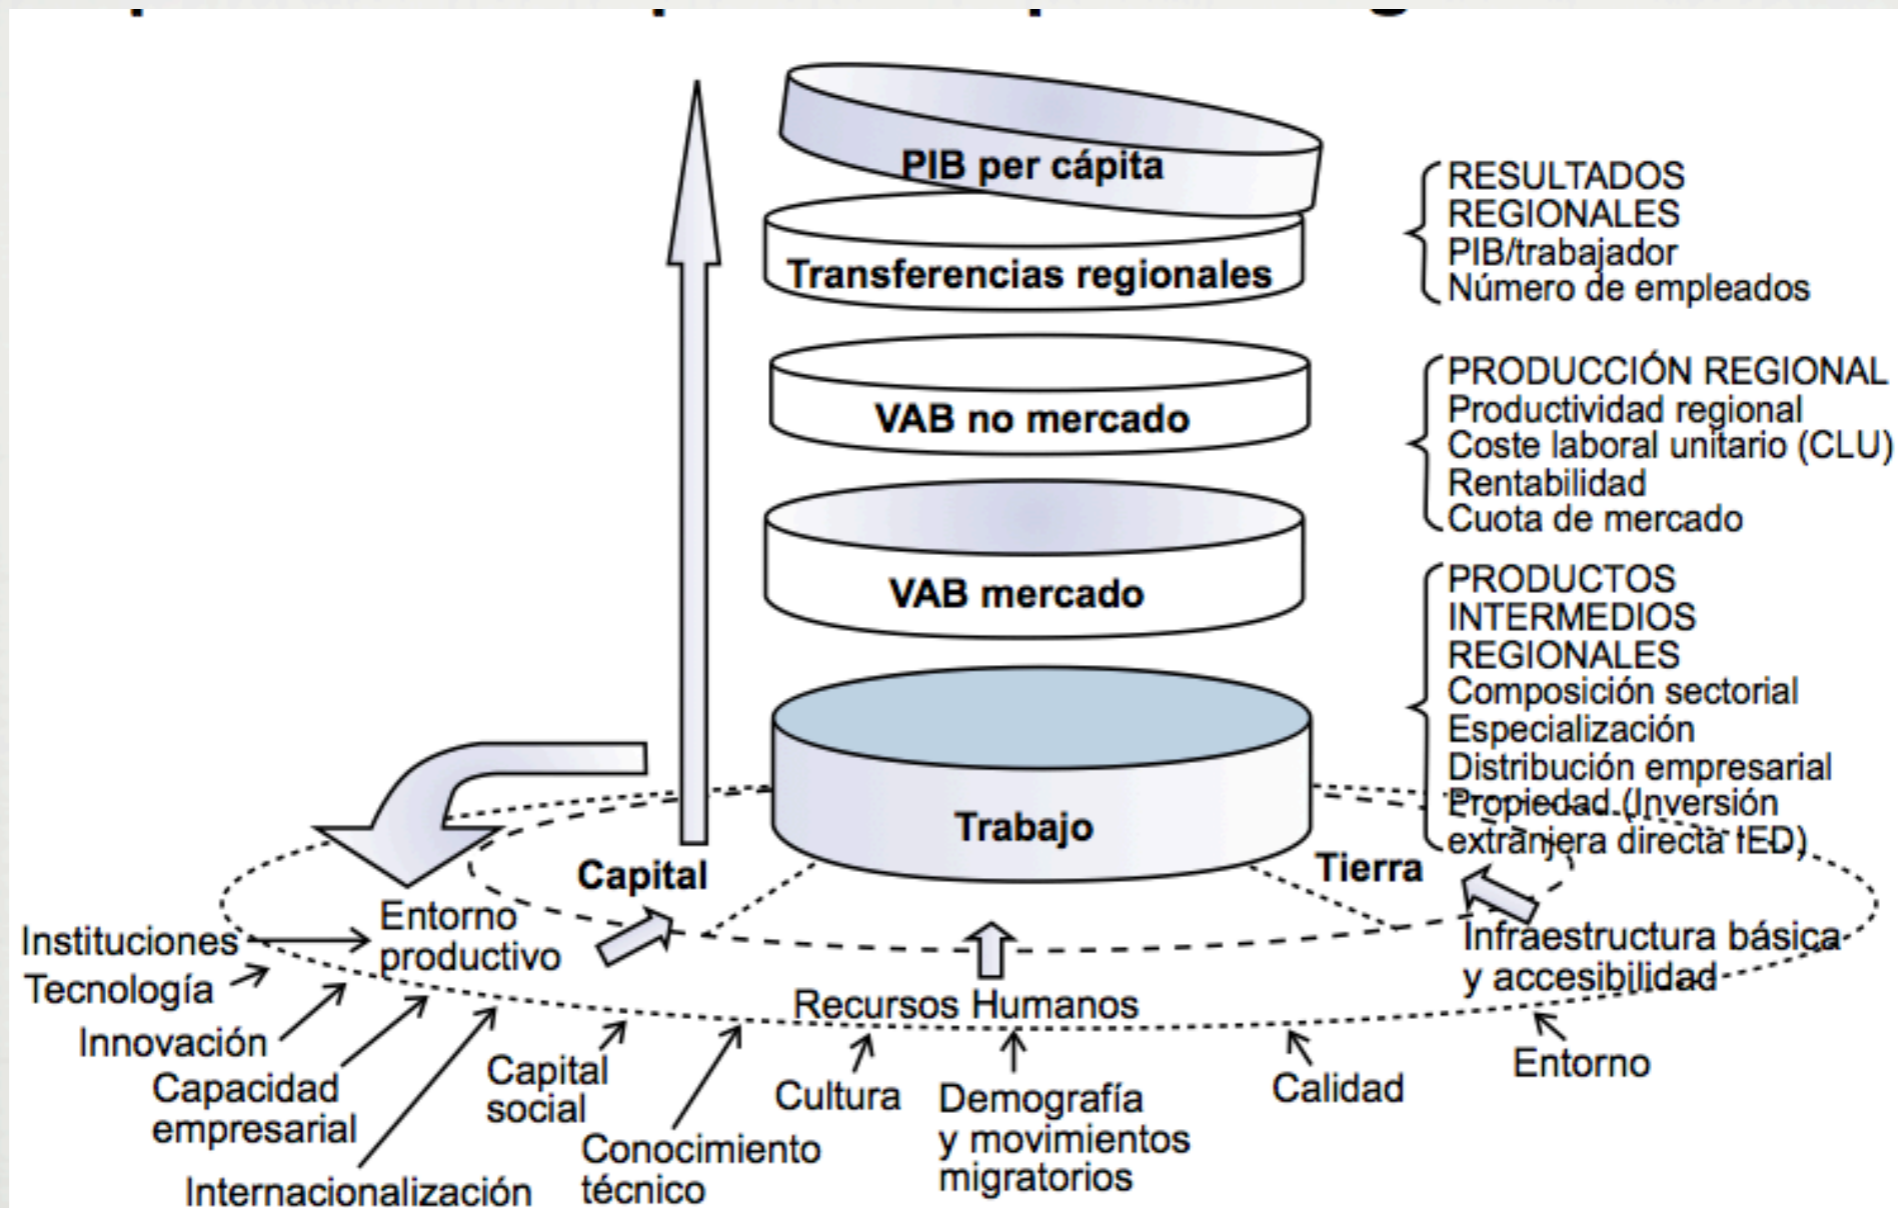 PIB per cápita
Transferencias regionales
VAB no mercado
VAB mercado
Trabajo
Capital
Tierra
RESULTADOS
REGIONALES
PIB/trabajador
Número de empleados
PRODUCCIÓN REGIONAL
Productividad regional
Coste laboral unitario (CLU)
Rentabilidad
Cuota de mercado
PRODUCTOS
INTERMEDIOS
REGIONALES
Composición sectorial
Especialización
Distribución empresarial
Propiedad (Inversión
extranjera directa IED)
Entorno
productivo
Recursos Humanos
Infraestructura básica
y accesibilidad
Instituciones
Tecnología
Innovación
Capacidad
empresarial
Internacionalización
Capital
social
Conocimiento
técnico
Cultura
Demografía
y movimientos
migratorios
Calidad
Entorno